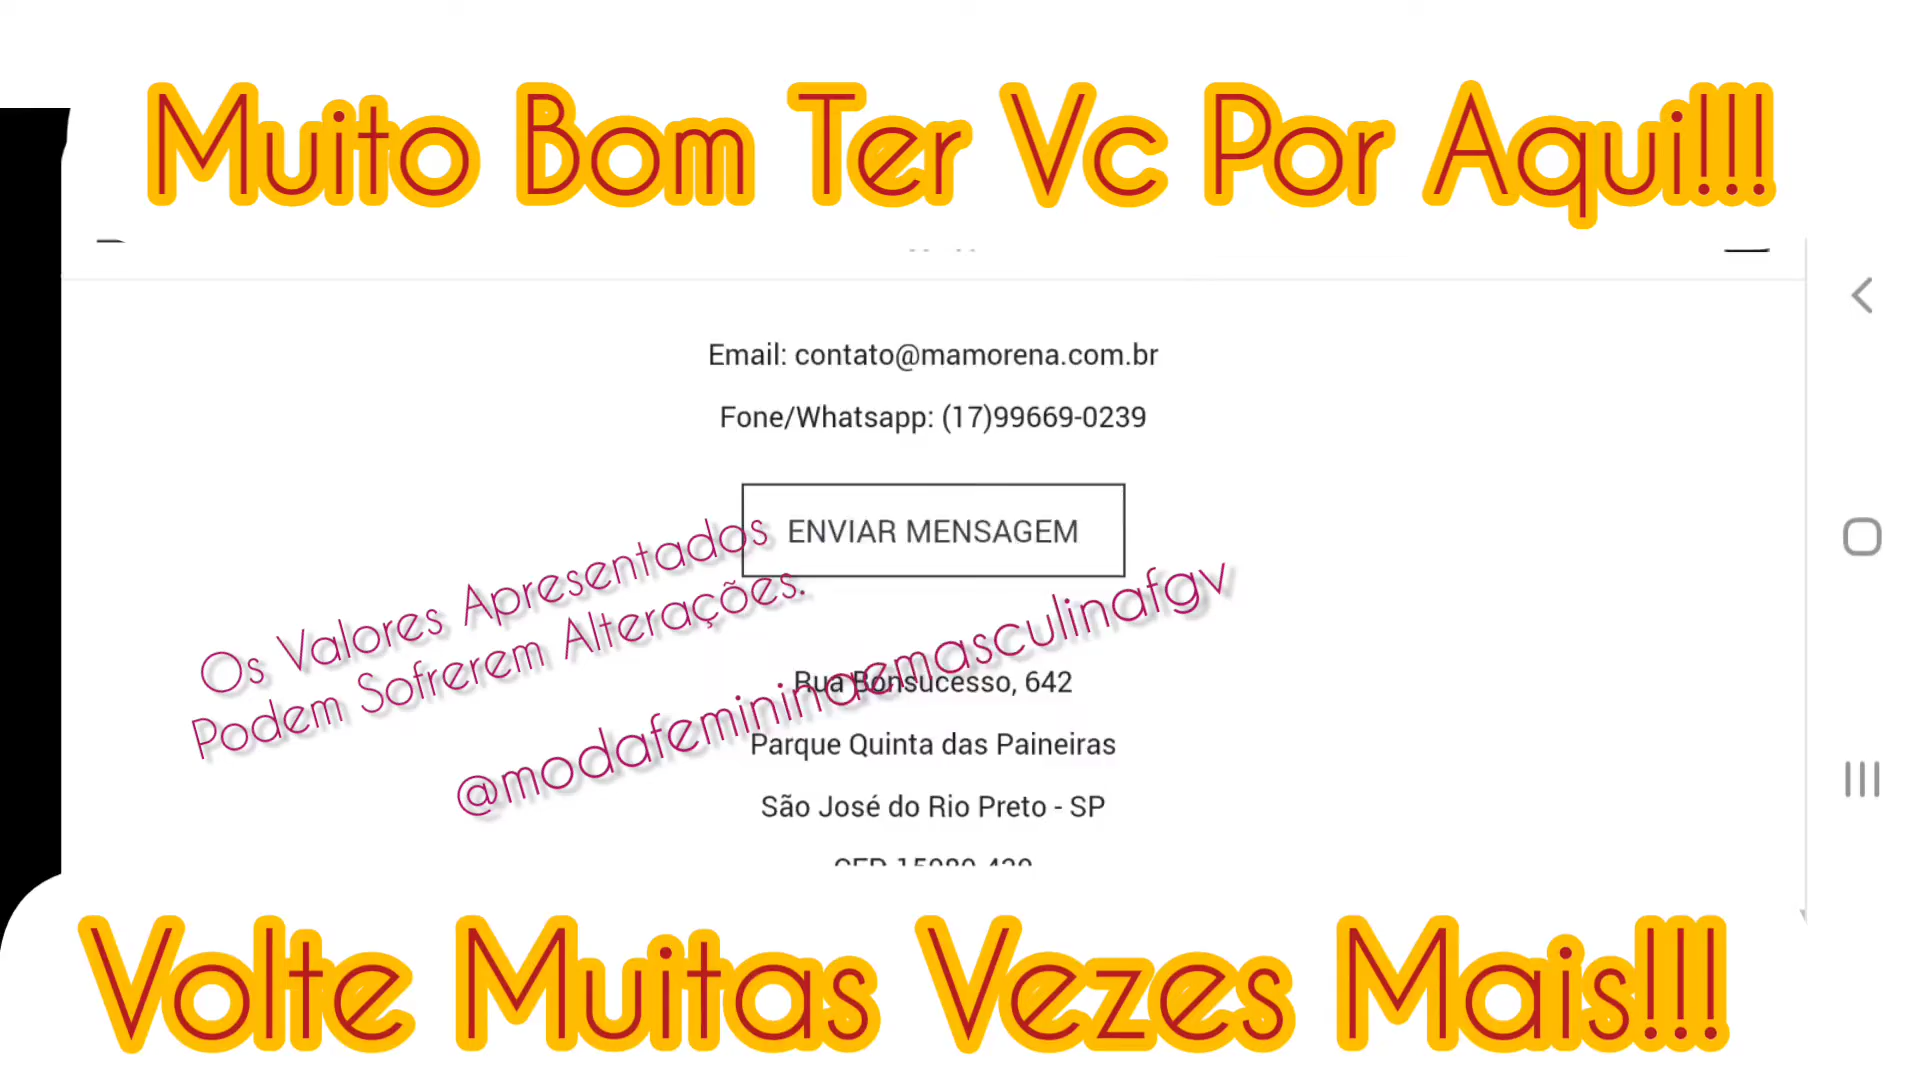 Muito Bom Ter Vc Por Aqui!!!
Email: contato@mamorena.com.br
Fone/Whatsapp: (17)99669-0239
ENVIAR MENSAGEM
Os Valores Apresentados
Podem Sofrerem Alterações.
@modafemininaemasculinafgv
Rua Bonsucesso, 642
Parque Quinta das Paineiras
São José do Rio Preto - SP
Volte Muitas Vezes Mais!!!